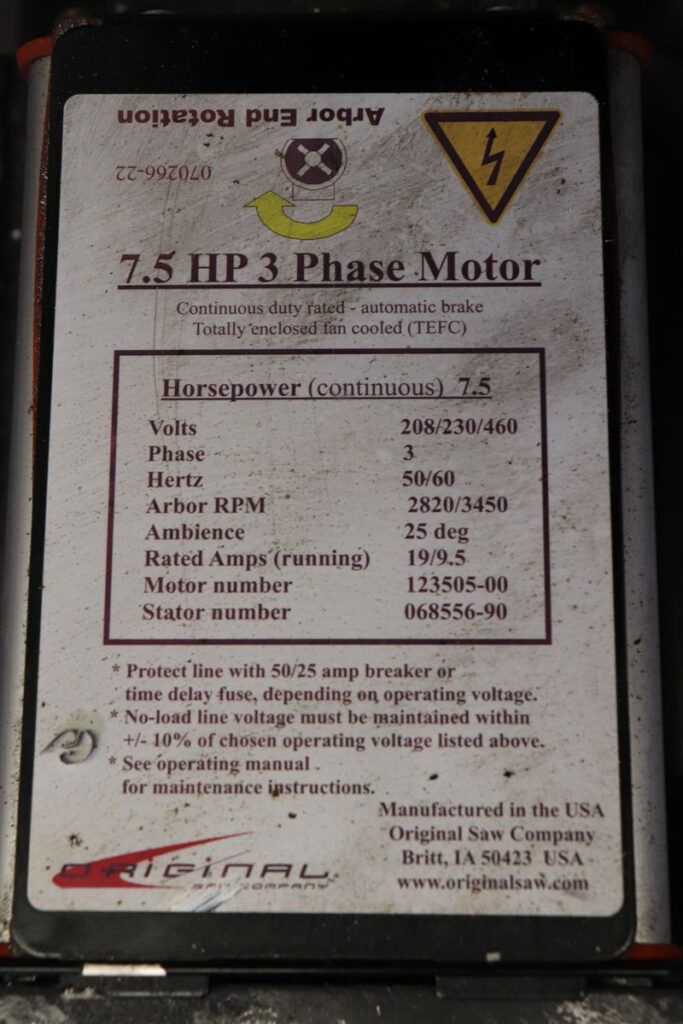 Arbor End Rotation
070266-22
7.5 HP 3 Phase Motor
Continuous duty rated - automatic brake
Totally enclosed fan cooled (TEFC)
Horsepower (continuous) 7.5
Volts 208/230/460
Phase 3
Hertz 50/60
Arbor RPM 2820/3450
Ambience 25 deg
Rated Amps (running) 19/9.5
Motor number 123505-00
Stator number 068556-90
* Protect line with 50/25 amp breaker or
time delay fuse, depending on operating voltage.
* No-load line voltage must be maintained within
+/- 10% of chosen operating voltage listed above.
* See operating manual
for maintenance instructions.
Manufactured in the USA
Original Saw Company
Britt, IA 50423 USA
www.originalsaw.com
ORIGINAL
SAW COMPANY